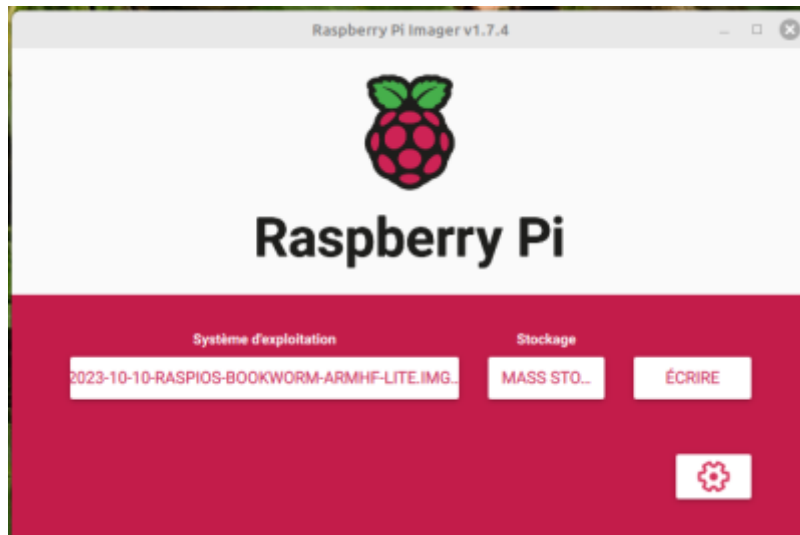 Raspberry Pi Imager v1.7.4
Raspberry Pi
Système d'exploitation
Stockage
2023-10-10-RASPIOS-BOOKWORM-ARMHF-LITE.IMG..
MASS STO...
ÉCRIRE